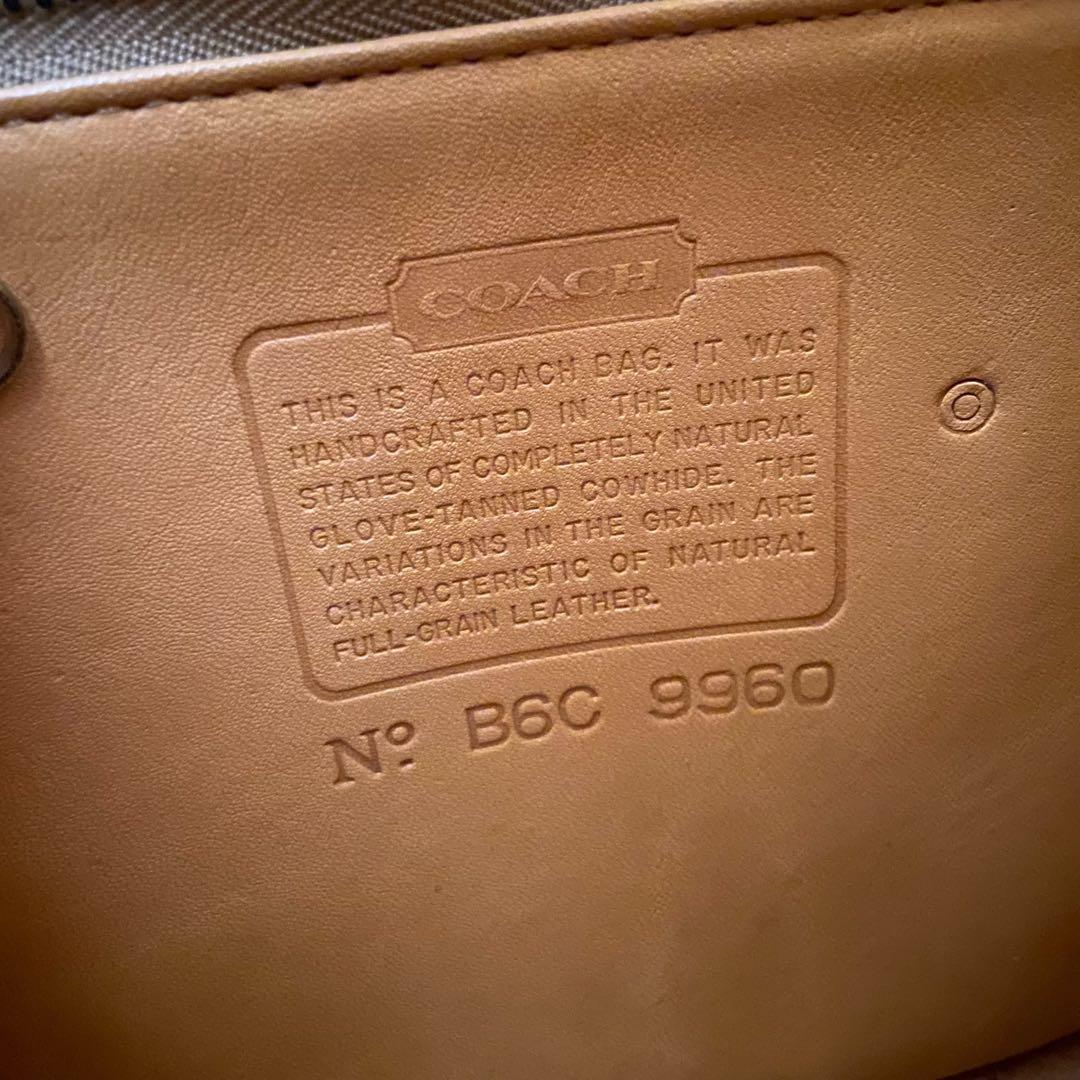 COACH
THIS IS A COACH BAG. IT WAS
HANDCRAFTED IN THE UNITED
STATES OF COMPLETELY NATURAL
GLOVE-TANNED COWHIDE. THE
VARIATIONS IN THE GRAIN ARE
CHARACTERISTIC OF NATURAL
FULL-GRAIN LEATHER.
Nº B6C 9960